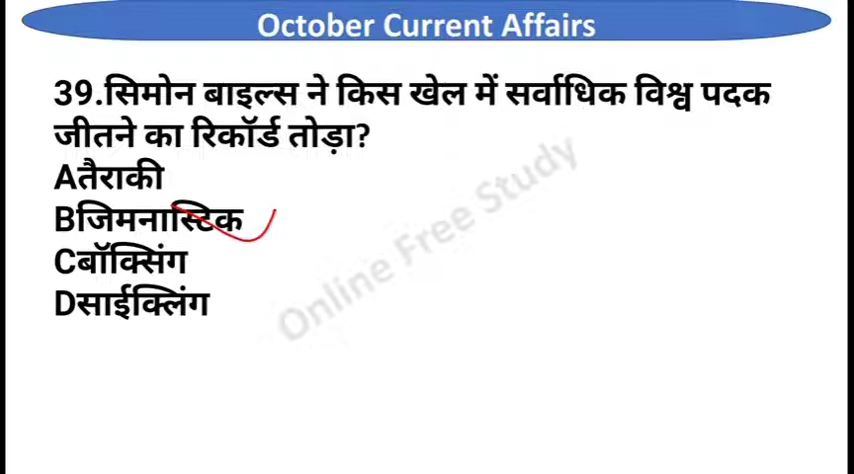 October Current Affairs
39.सिमोन बाइल्स ने किस खेल में सर्वाधिक विश्व पदक
जीतने का रिकॉर्ड तोड़ा?
Aतैराकी
Bजिमनास्टिक
Cबॉक्सिंग
Dसाईक्लिंग
Online Free Study